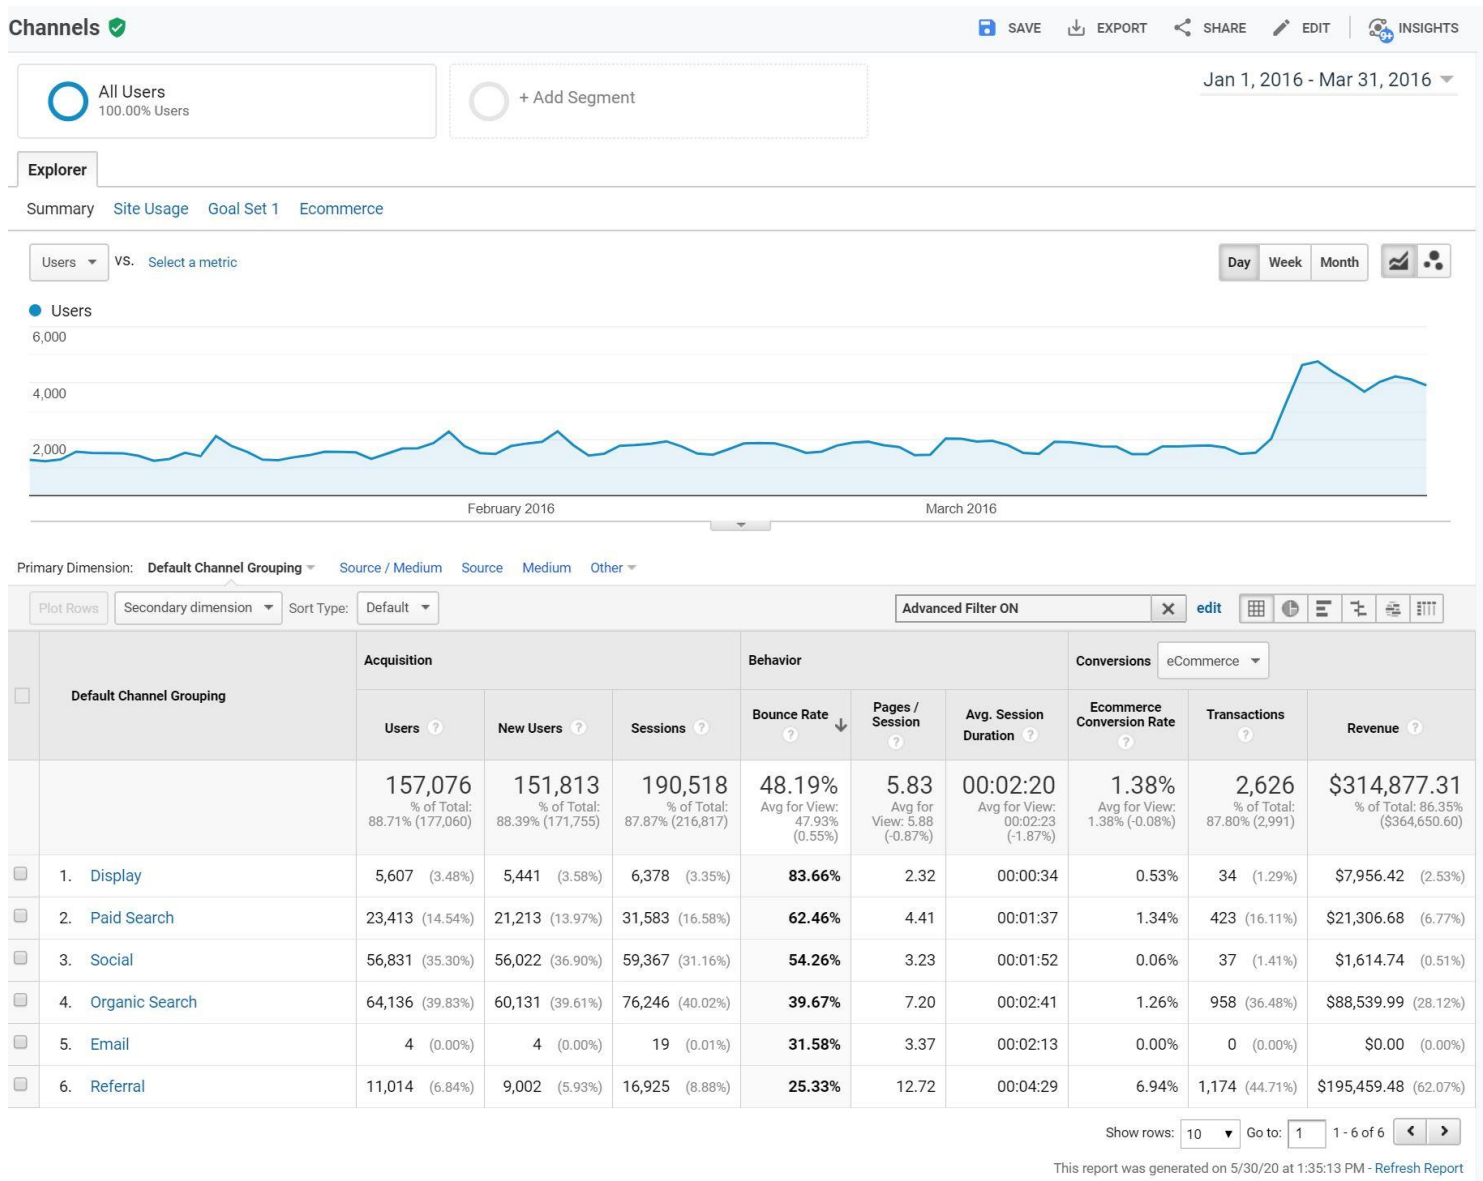 Channels
SAVE EXPORT SHARE EDIT INSIGHTS
9+
All Users
100.00% Users
+ Add Segment
Jan 1, 2016 - Mar 31, 2016
Explorer
Summary Site Usage Goal Set 1 Ecommerce
Users VS. Select a metric
Day Week Month
Users
6,000
4,000
2,000
February 2016 March 2016
Primary Dimension: Default Channel Grouping Source / Medium Source Medium Other
Plot Rows Secondary dimension Sort Type: Default
Advanced Filter ON edit
Default Channel Grouping
Acquisition Behavior Conversions eCommerce
Users ? New Users ? Sessions ? Bounce Rate ? Pages / Session ? Avg. Session Duration ? Ecommerce Conversion Rate ? Transactions ? Revenue ?
157,076 151,813 190,518 48.19% 5.83 00:02:20 1.38% 2,626 $314,877.31
% of Total: 88.71% (177,060) % of Total: 88.39% (171,755) % of Total: 87.87% (216,817) Avg for View: 47.93% (0.55%) Avg for View: 5.88 (-0.87%) Avg for View: 00:02:23 (-1.87%) Avg for View: 1.38% (-0.08%) % of Total: 87.80% (2,991) % of Total: 86.35% ($364,650.60)
1. Display 5,607 (3.48%) 5,441 (3.58%) 6,378 (3.35%) 83.66% 2.32 00:00:34 0.53% 34 (1.29%) $7,956.42 (2.53%)
2. Paid Search 23,413 (14.54%) 21,213 (13.97%) 31,583 (16.58%) 62.46% 4.41 00:01:37 1.34% 423 (16.11%) $21,306.68 (6.77%)
3. Social 56,831 (35.30%) 56,022 (36.90%) 59,367 (31.16%) 54.26% 3.23 00:01:52 0.06% 37 (1.41%) $1,614.74 (0.51%)
4. Organic Search 64,136 (39.83%) 60,131 (39.61%) 76,246 (40.02%) 39.67% 7.20 00:02:41 1.26% 958 (36.48%) $88,539.99 (28.12%)
5. Email 4 (0.00%) 4 (0.00%) 19 (0.01%) 31.58% 3.37 00:02:13 0.00% 0 (0.00%) $0.00 (0.00%)
6. Referral 11,014 (6.84%) 9,002 (5.93%) 16,925 (8.88%) 25.33% 12.72 00:04:29 6.94% 1,174 (44.71%) $195,459.48 (62.07%)
Show rows: 10 Go to: 1 1 - 6 of 6
This report was generated on 5/30/20 at 1:35:13 PM - Refresh Report